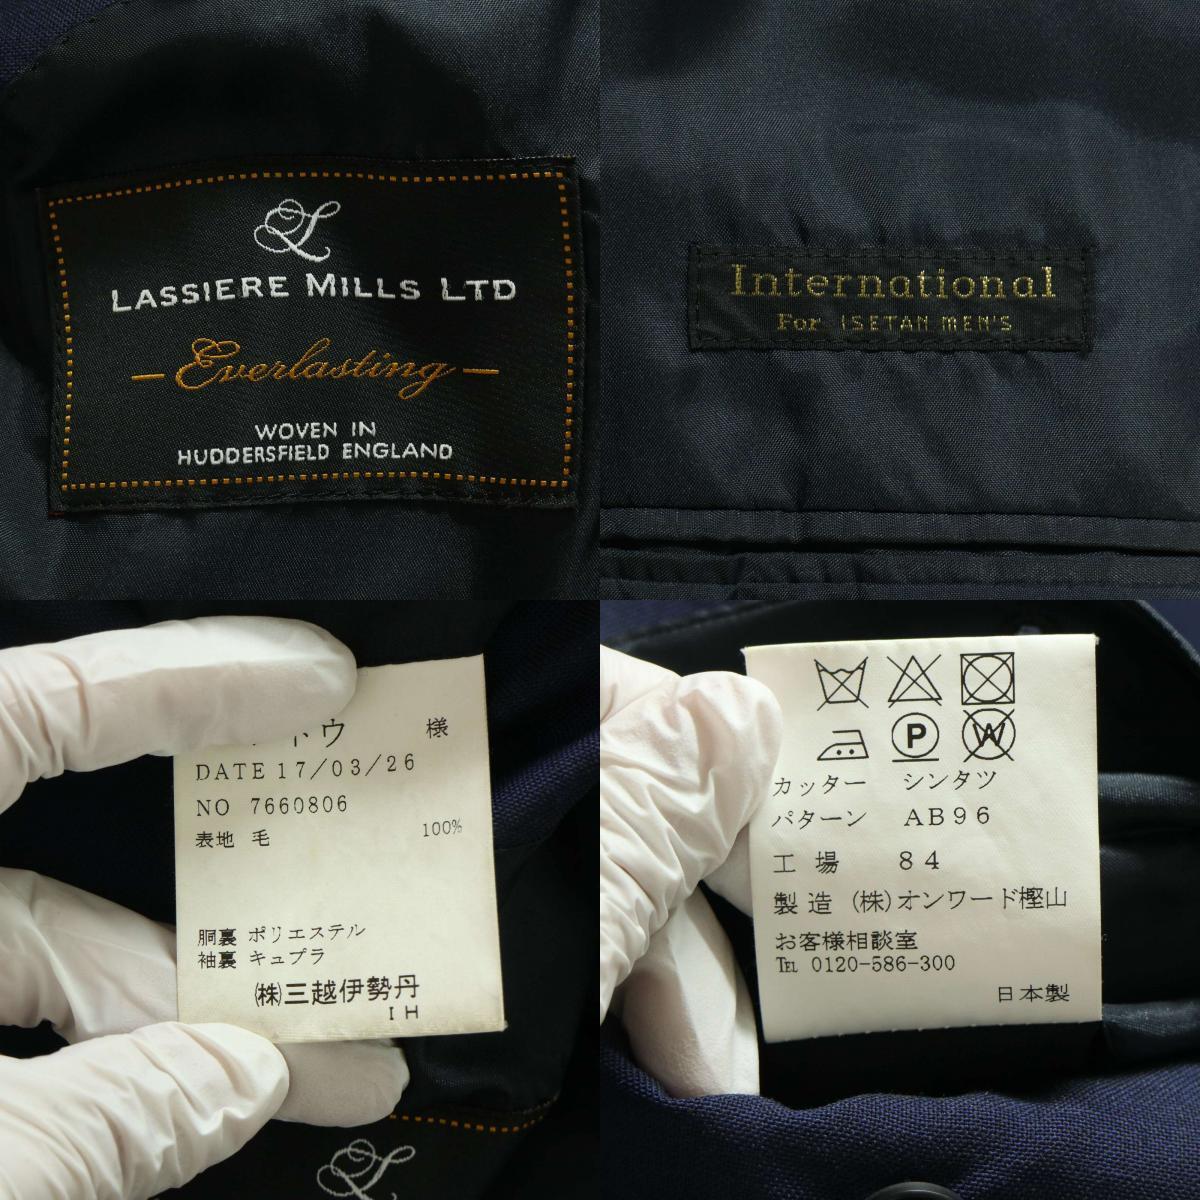 L
LASSIERE MILLS LTD
Everlasting
WOVEN IN
HUDDERSFIELD ENGLAND
International
For ISETAN MEN'S
トウ 様
DATE 17/03/26
NO 7660806
表地 毛 100%
胴裏 ポリエステル
袖裏 キュプラ
(株)三越伊勢丹
IH
P W
カッター シンタツ
パターン AB96
工場 84
製造 (株)オンワード樫山
お客様相談室
TEL 0120-586-300
日本製
L